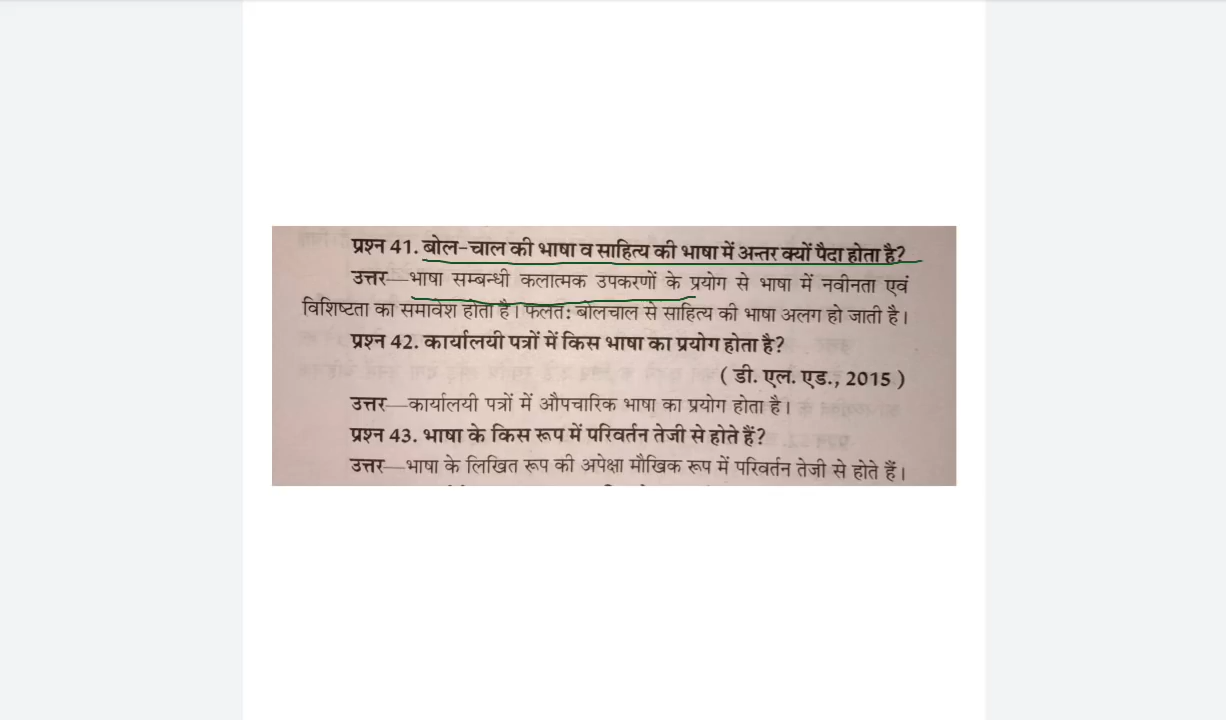 प्रश्न 41. बोल-चाल की भाषा व साहित्य की भाषा में अन्तर क्यों पैदा होता है?
उत्तर—भाषा सम्बन्धी कलात्मक उपकरणों के प्रयोग से भाषा में नवीनता एवं
विशिष्टता का समावेश होता है। फलत: बोलचाल से साहित्य की भाषा अलग हो जाती है।
प्रश्न 42. कार्यालयी पत्रों में किस भाषा का प्रयोग होता है?
( डी. एल. एड., 2015 )
उत्तर—कार्यालयी पत्रों में औपचारिक भाषा का प्रयोग होता है।
प्रश्न 43. भाषा के किस रूप में परिवर्तन तेजी से होते हैं?
उत्तर—भाषा के लिखित रूप की अपेक्षा मौखिक रूप में परिवर्तन तेजी से होते हैं।